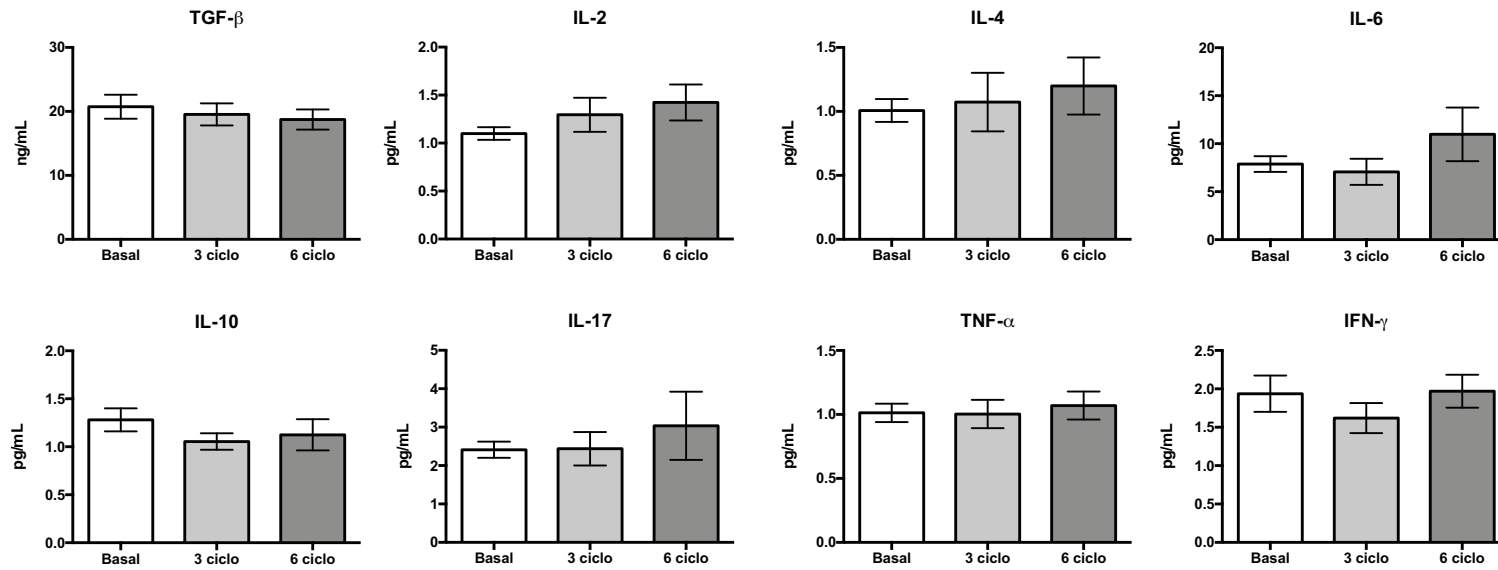 TGF-β
ng/mL
30
20
10
0
Basal 3 ciclo 6 ciclo
IL-2
pg/mL
2.0
1.5
1.0
0.5
0.0
Basal 3 ciclo 6 ciclo
IL-4
pg/mL
1.5
1.0
0.5
0.0
Basal 3 ciclo 6 ciclo
IL-6
pg/mL
20
15
10
5
0
Basal 3 ciclo 6 ciclo
IL-10
pg/mL
2.0
1.5
1.0
0.5
0.0
Basal 3 ciclo 6 ciclo
IL-17
pg/mL
5
4
3
2
1
0
Basal 3 ciclo 6 ciclo
TNF-α
pg/mL
1.5
1.0
0.5
0.0
Basal 3 ciclo 6 ciclo
IFN-γ
pg/mL
2.5
2.0
1.5
1.0
0.5
0.0
Basal 3 ciclo 6 ciclo